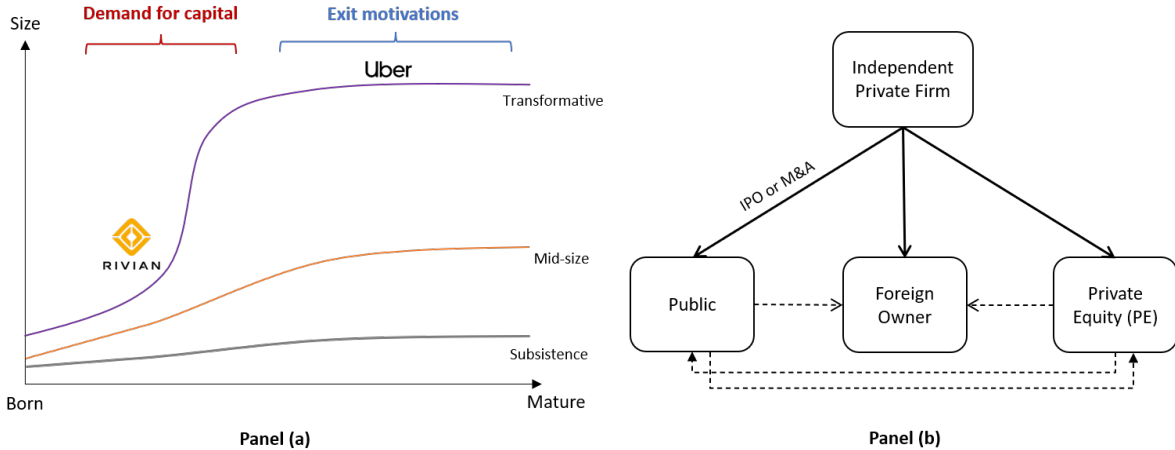 Size
Demand for capital
Exit motivations
Uber
Transformative
RIVIAN
Mid-size
Subsistence
Born
Mature
Panel (a)
Independent
Private Firm
IPO or M&A
Public
Foreign
Owner
Private
Equity (PE)
Panel (b)